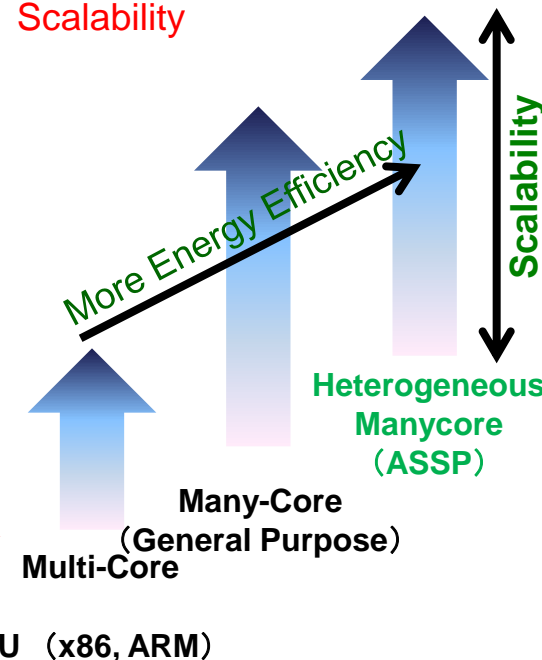 Scalability
More Energy Efficiency
Scalability
Heterogeneous
Manycore
（ASSP）
Many-Core
（General Purpose）
Multi-Core
U （x86, ARM）